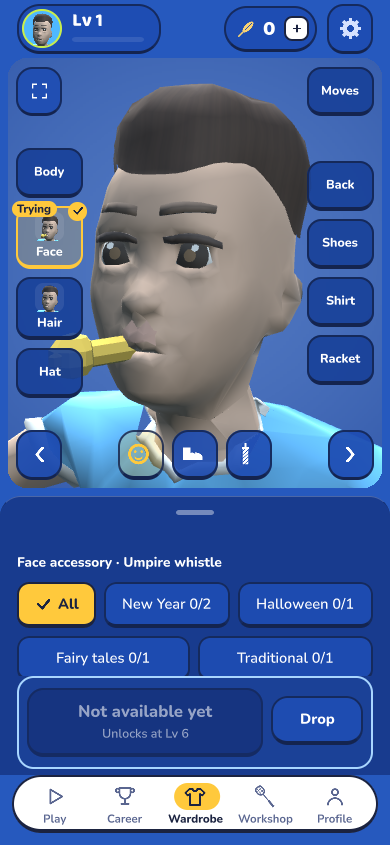 Lv 1
0
+
Moves
Body
Back
Trying
Face
Shoes
Hair
Shirt
Hat
Racket
Face accessory · Umpire whistle
All
New Year 0/2
Halloween 0/1
Fairy tales 0/1
Traditional 0/1
Not available yet
Unlocks at Lv 6
Drop
Play
Career
Wardrobe
Workshop
Profile